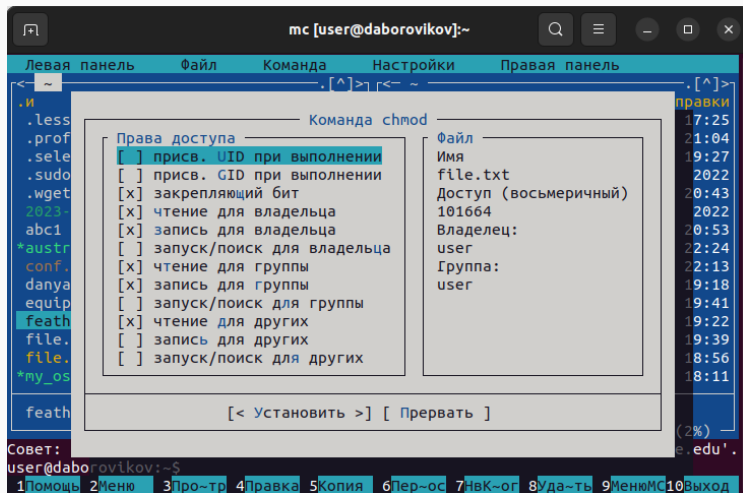 mc [user@daborovikov]:~
Левая панель Файл Команда Настройки Правая панель
<— ~ .[^]> <— ~ .[^]>
.и правки
Команда chmod
.less 17:25
Права доступа Файл
.prof 21:04
[ ] присв. UID при выполнении Имя
.sele 19:27
[ ] присв. GID при выполнении file.txt
.sudo 2022
[x] закрепляющий бит Доступ (восьмеричный)
.wget 20:43
[x] чтение для владельца 101664
2023- 2022
[x] запись для владельца Владелец:
abc1 20:53
[ ] запуск/поиск для владельца user
*austr 22:24
[x] чтение для группы Группа:
conf. 22:13
[x] запись для группы user
danya 19:18
[ ] запуск/поиск для группы
equip 19:41
[x] чтение для других
feath 19:22
[ ] запись для других
file. 19:39
[ ] запуск/поиск для других
file. 18:56
*my_os 18:11
feath [< Установить >] [ Прервать ]
(2%)
Совет: e.edu'.
user@daborovikov:~$
1Помощь 2Меню 3Про~тр 4Правка 5Копия 6Пер~ос 7НвК~ог 8Уда~ть 9МенюМС 10Выход